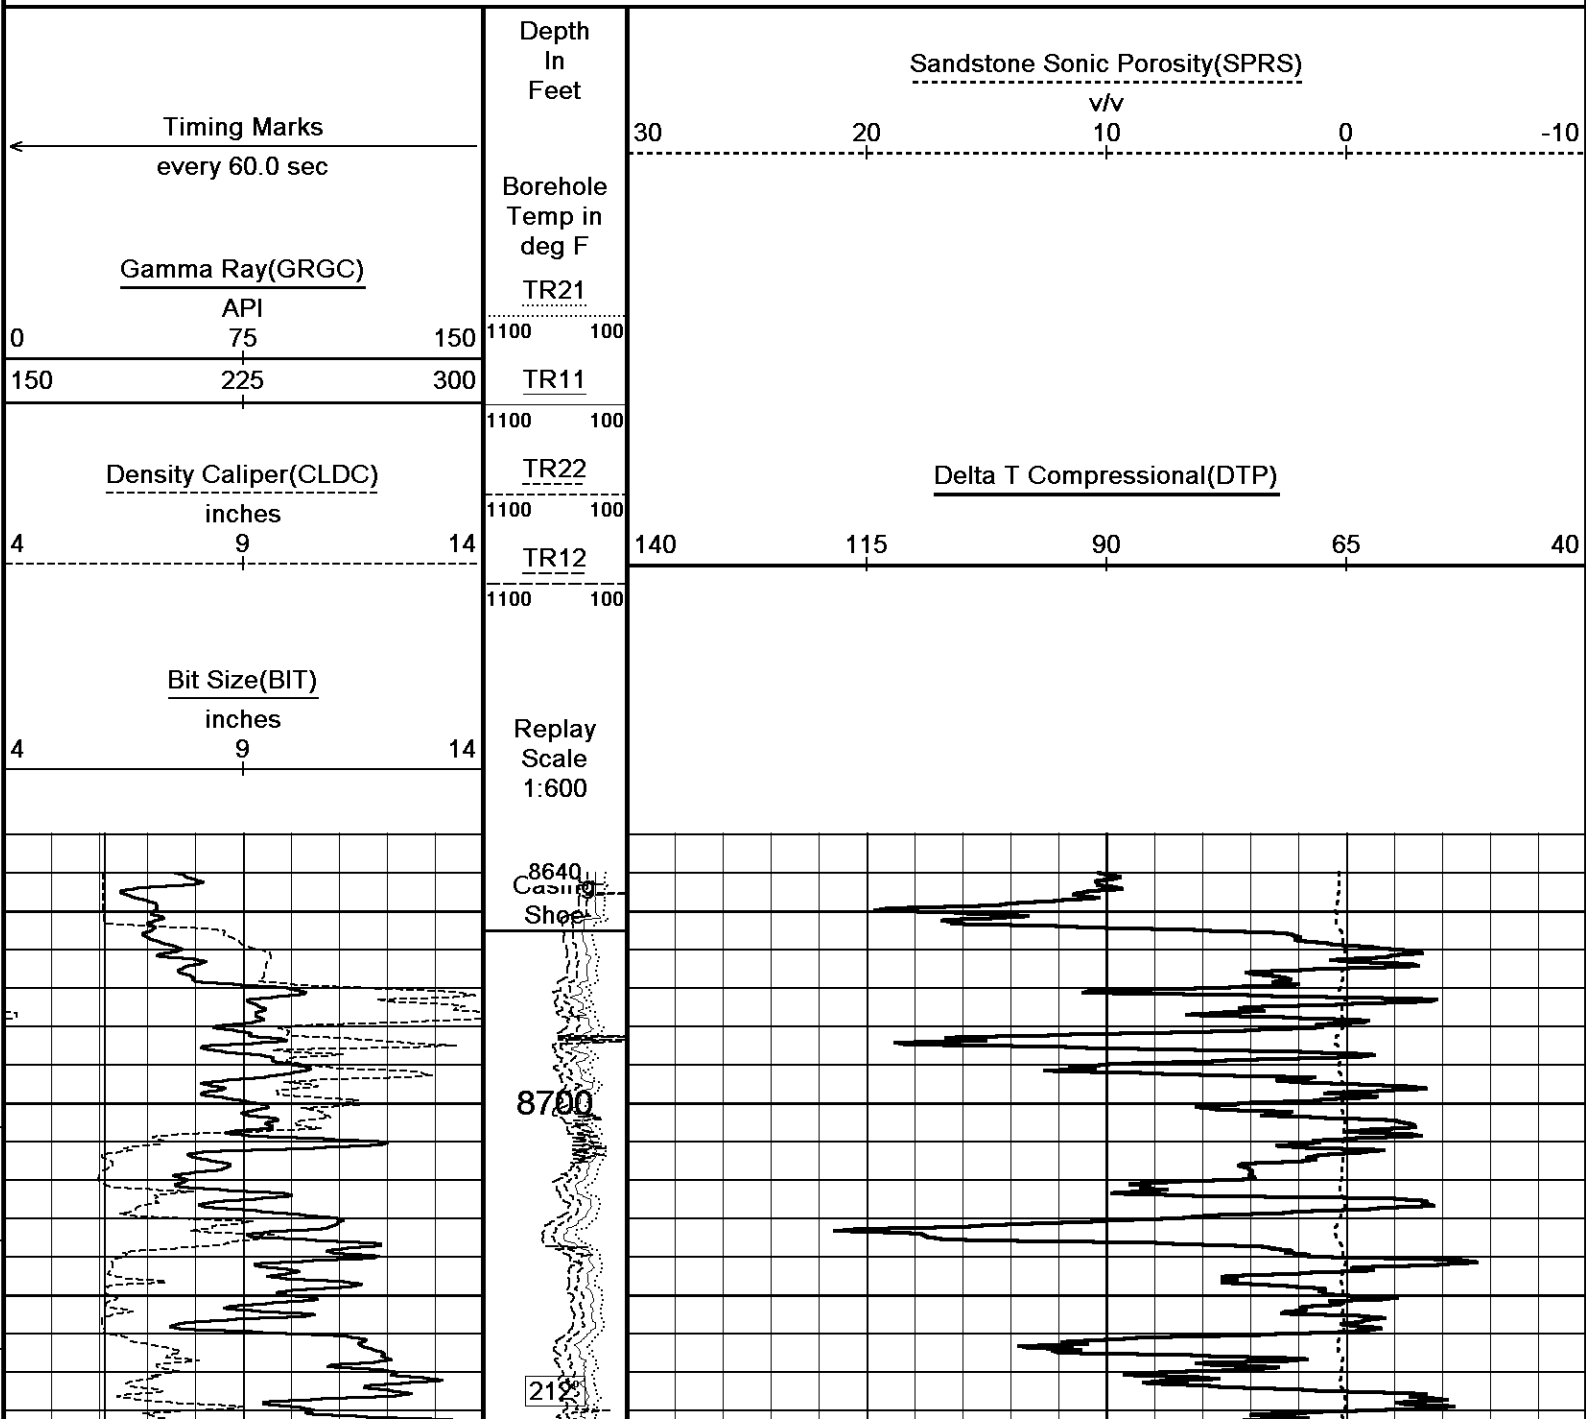 Timing Marks
every 60.0 sec
Gamma Ray(GRGC)
API
0 75 150
150 225 300
Density Caliper(CLDC)
inches
4 9 14
Bit Size(BIT)
inches
4 9 14
Depth
In
Feet
Borehole
Temp in
deg F
TR21
1100 100
TR11
1100 100
TR22
1100 100
TR12
1100 100
Replay
Scale
1:600
Sandstone Sonic Porosity(SPRS)
v/v
30 20 10 0 -10
Delta T Compressional(DTP)
140 115 90 65 40
8640
Casing
Shoe
8700
212°